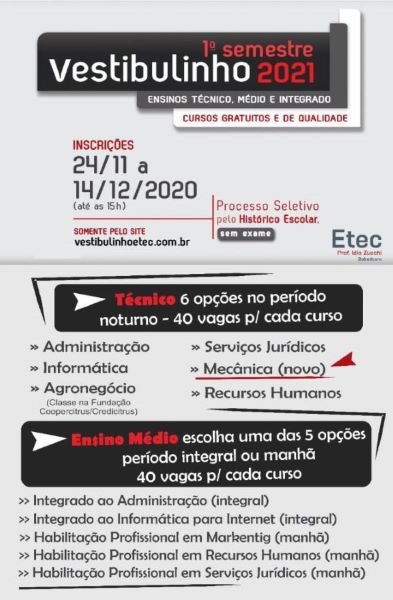 1º semestre
Vestibulinho 2021
ENSINOS TÉCNICO, MÉDIO E INTEGRADO
CURSOS GRATUITOS E DE QUALIDADE
INSCRIÇÕES
24/11 a
14/12/2020
(até as 15h)
SOMENTE PELO SITE
vestibulinhoetec.com.br
Processo Seletivo
pelo Histórico Escolar.
sem exame
Etec
Prof. Idio Zucchi
Bebedouro
Técnico 6 opções no período
noturno - 40 vagas p/ cada curso
» Administração
» Informática
» Agronegócio
(Classe na Fundação
Coopercitrus/Credicitrus)
» Serviços Jurídicos
» Mecânica (novo)
» Recursos Humanos
Ensino Médio escolha uma das 5 opções
período integral ou manhã
40 vagas p/ cada curso
>> Integrado ao Administração (integral)
>> Integrado ao Informática para Internet (integral)
>> Habilitação Profissional em Markentig (manhã)
>> Habilitação Profissional em Recursos Humanos (manhã)
>> Habilitação Profissional em Serviços Jurídicos (manhã)